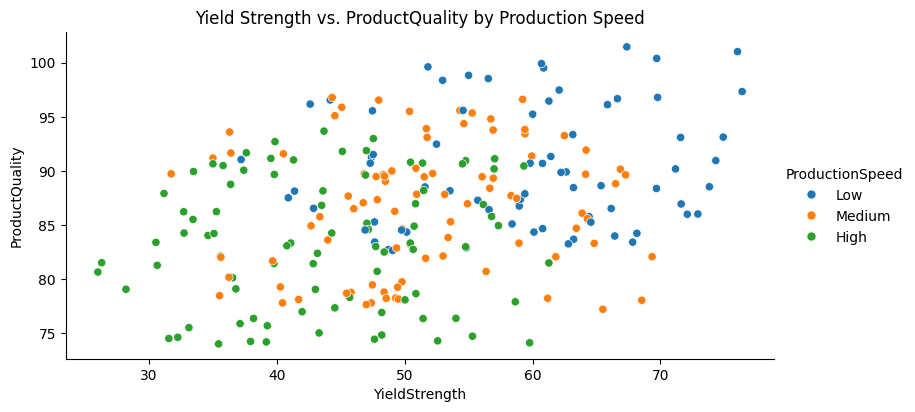 Yield Strength vs. ProductQuality by Production Speed
100
95
90
85
80
75
ProductQuality
30
40
50
60
70
YieldStrength
ProductionSpeed
Low
Medium
High